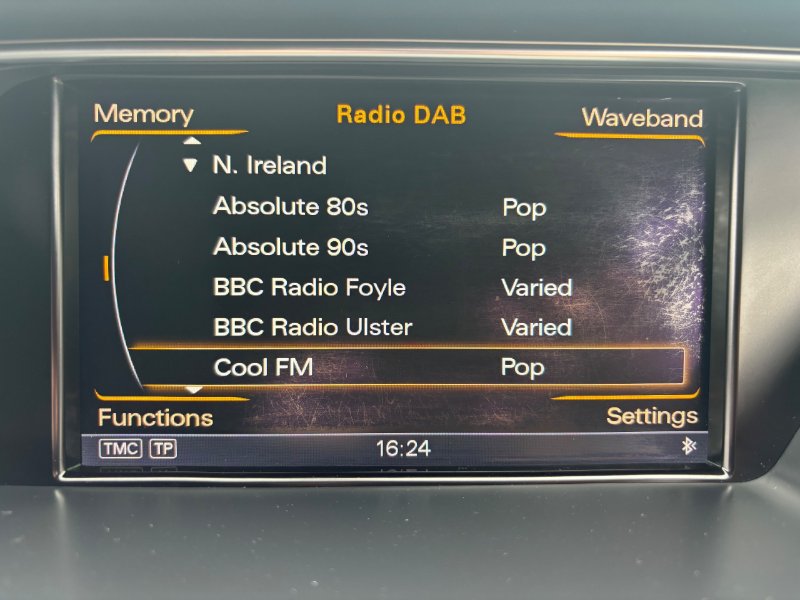 Memory Radio DAB Waveband
N. Ireland
Absolute 80s Pop
Absolute 90s Pop
BBC Radio Foyle Varied
BBC Radio Ulster Varied
Cool FM Pop
Functions Settings
TMC TP 16:24